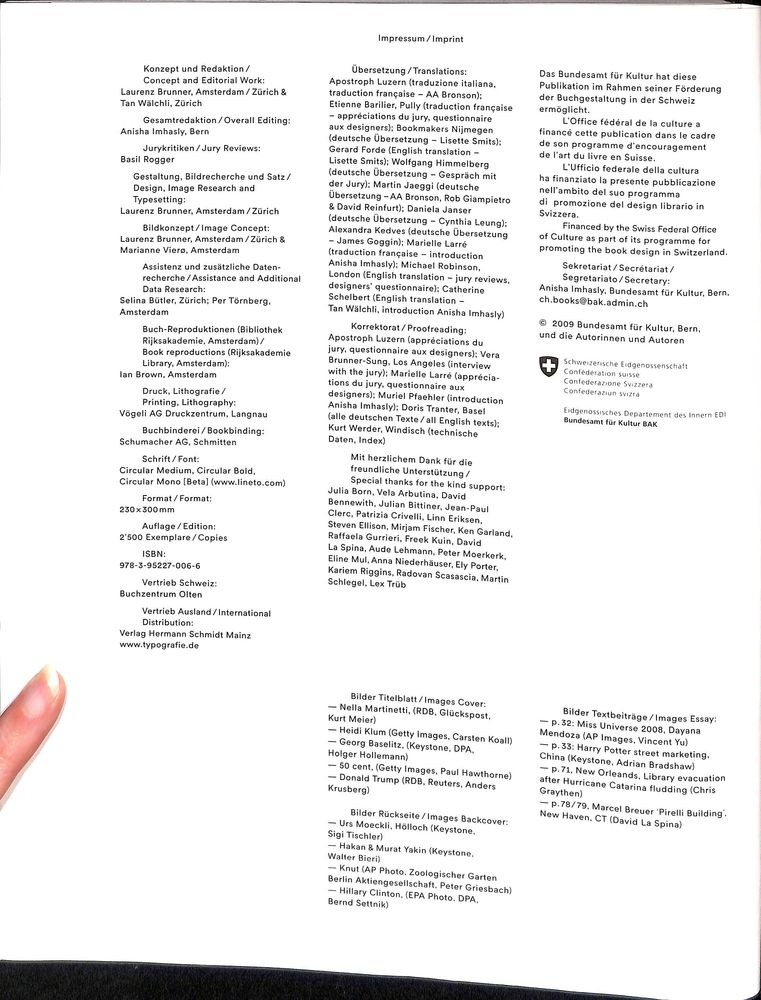 Impressum / Imprint
Konzept und Redaktion /
Concept and Editorial Work:
Laurenz Brunner, Amsterdam / Zürich &
Tan Wälchli, Zürich
Gesamtredaktion / Overall Editing:
Anisha Imhasly, Bern
Jurykritiken / Jury Reviews:
Basil Rogger
Gestaltung, Bildrecherche und Satz /
Design, Image Research and
Typesetting:
Laurenz Brunner, Amsterdam / Zürich
Bildkonzept / Image Concept:
Laurenz Brunner, Amsterdam / Zürich &
Marianne Vierø, Amsterdam
Assistenz und zusätzliche Daten-
recherche / Assistance and Additional
Data Research:
Selina Bütler, Zürich; Per Törnberg,
Amsterdam
Buch-Reproduktionen (Bibliothek
Rijksakademie, Amsterdam) /
Book reproductions (Rijksakademie
Library, Amsterdam):
Ian Brown, Amsterdam
Druck, Lithografie /
Printing, Lithography:
Vögeli AG Druckzentrum, Langnau
Buchbinderei / Bookbinding:
Schumacher AG, Schmitten
Schrift / Font:
Circular Medium, Circular Bold,
Circular Mono [Beta] (www.lineto.com)
Format / Format:
230 × 300 mm
Auflage / Edition:
2'500 Exemplare / Copies
ISBN:
978-3-95227-006-6
Vertrieb Schweiz:
Buchzentrum Olten
Vertrieb Ausland / International
Distribution:
Verlag Hermann Schmidt Mainz
www.typografie.de
Übersetzung / Translations:
Apostroph Luzern (traduzione italiana,
traduction française – AA Bronson);
Etienne Barilier, Pully (traduction française
– appréciations du jury, questionnaire
aux designers); Bookmakers Nijmegen
(deutsche Übersetzung – Lisette Smits);
Gerard Forde (English translation –
Lisette Smits); Wolfgang Himmelberg
(deutsche Übersetzung – Gespräch mit
der Jury); Martin Jaeggi (deutsche
Übersetzung – AA Bronson, Rob Giampietro
& David Reinfurt); Daniela Janser
(deutsche Übersetzung – Cynthia Leung);
Alexandra Kedves (deutsche Übersetzung
– James Goggin); Marielle Larré
(traduction française – introduction
Anisha Imhasly); Michael Robinson,
London (English translation – jury reviews,
designers' questionnaire); Catherine
Schelbert (English translation –
Tan Wälchli, introduction Anisha Imhasly)
Korrektorat / Proofreading:
Apostroph Luzern (appréciations du
jury, questionnaire aux designers); Vera
Brunner-Sung, Los Angeles (interview
with the jury); Marielle Larré (apprécia-
tions du jury, questionnaire aux
designers); Muriel Pfaehler (introduction
Anisha Imhasly); Doris Tranter, Basel
(alle deutschen Texte / all English texts);
Kurt Werder, Windisch (technische
Daten, Index)
Mit herzlichem Dank für die
freundliche Unterstützung /
Special thanks for the kind support:
Julia Born, Vela Arbutina, David
Bennewith, Julian Bittiner, Jean-Paul
Clerc, Patrizia Crivelli, Linn Eriksen,
Steven Ellison, Mirjam Fischer, Ken Garland,
Raffaela Gurrieri, Freek Kuin, David
La Spina, Aude Lehmann, Peter Moerkerk,
Eline Mul, Anna Niederhäuser, Ely Porter,
Kariem Riggins, Radovan Scasascia, Martin
Schlegel, Lex Trüb
Bilder Titelblatt / Images Cover:
— Nella Martinetti, (RDB, Glückspost,
Kurt Meier)
— Heidi Klum (Getty Images, Carsten Koall)
— Georg Baselitz, (Keystone, DPA,
Holger Hollemann)
— 50 cent, (Getty Images, Paul Hawthorne)
— Donald Trump (RDB, Reuters, Anders
Krusberg)
Bilder Rückseite / Images Backcover:
— Urs Moeckli, Hölloch (Keystone,
Sigi Tischler)
— Hakan & Murat Yakin (Keystone,
Walter Bieri)
— Knut (AP Photo, Zoologischer Garten
Berlin Aktiengesellschaft, Peter Griesbach)
— Hillary Clinton, (EPA Photo, DPA,
Bernd Settnik)
Das Bundesamt für Kultur hat diese
Publikation im Rahmen seiner Förderung
der Buchgestaltung in der Schweiz
ermöglicht.
L'Office fédéral de la culture a
financé cette publication dans le cadre
de son programme d'encouragement
de l'art du livre en Suisse.
L'Ufficio federale della cultura
ha finanziato la presente pubblicazione
nell'ambito del suo programma
di promozione del design librario in
Svizzera.
Financed by the Swiss Federal Office
of Culture as part of its programme for
promoting the book design in Switzerland.
Sekretariat / Secrétariat /
Segretariato / Secretary:
Anisha Imhasly, Bundesamt für Kultur, Bern,
ch.books@bak.admin.ch
© 2009 Bundesamt für Kultur, Bern,
und die Autorinnen und Autoren
Schweizerische Eidgenossenschaft
Confédération suisse
Confederazione Svizzera
Confederaziun svizra
Eidgenössisches Departement des Innern EDI
Bundesamt für Kultur BAK
Bilder Textbeiträge / Images Essay:
— p. 32: Miss Universe 2008, Dayana
Mendoza (AP Images, Vincent Yu)
— p. 33: Harry Potter street marketing,
China (Keystone, Adrian Bradshaw)
— p. 71, New Orleands, Library evacuation
after Hurricane Catarina fludding (Chris
Graythen)
— p. 78 / 79, Marcel Breuer 'Pirelli Building',
New Haven, CT (David La Spina)